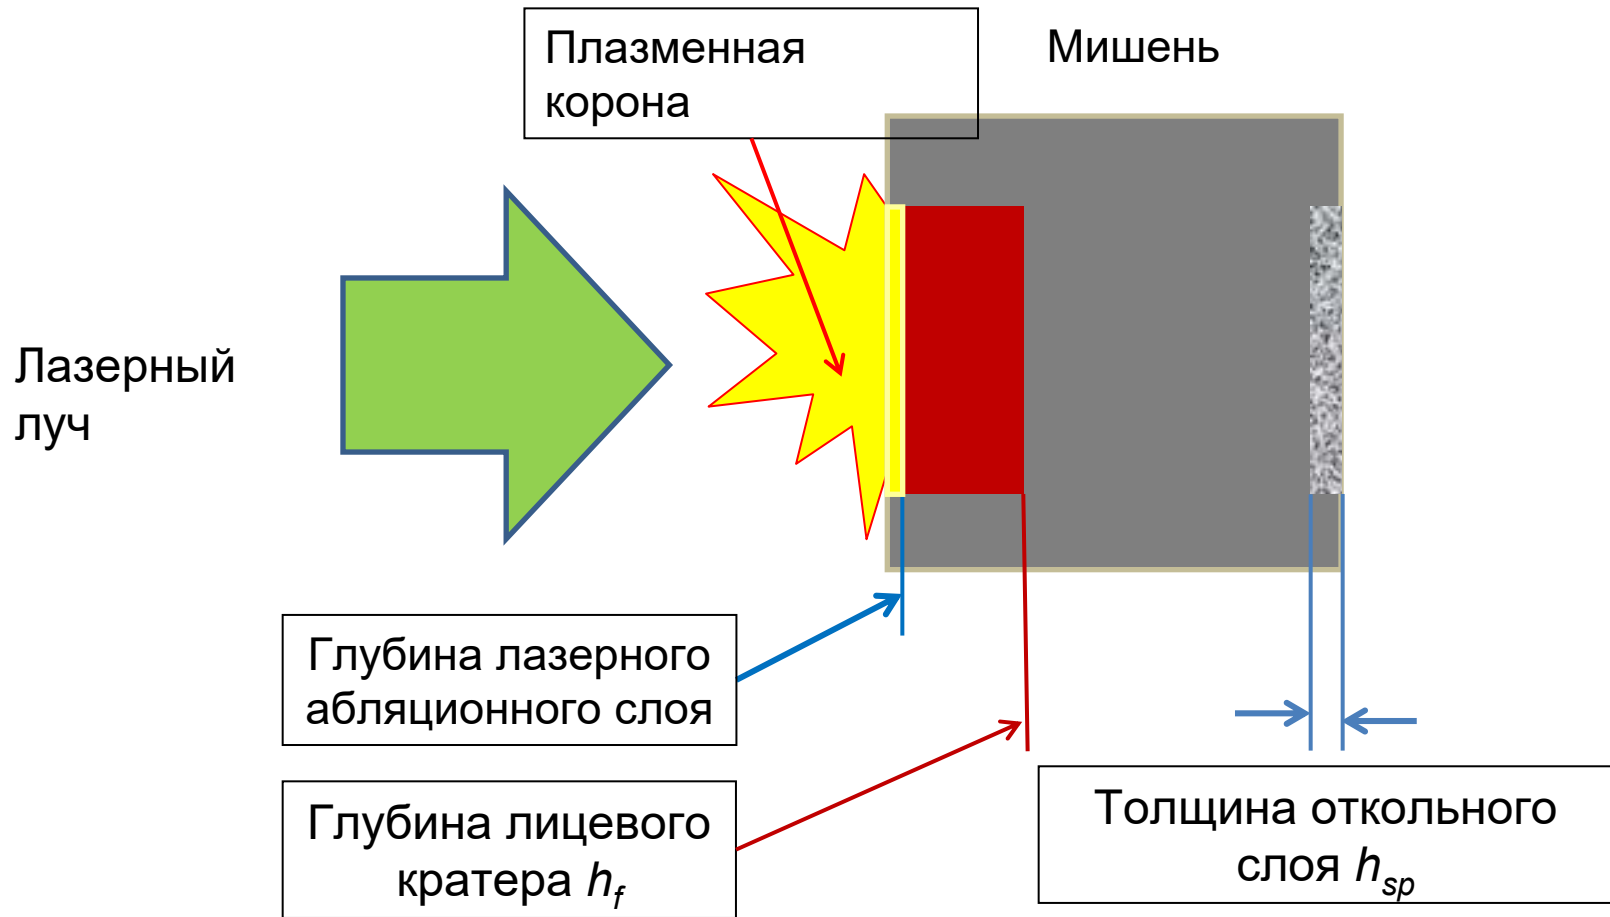 Плазменная
корона
Мишень
Лазерный
луч
Глубина лазерного
абляционного слоя
Глубина лицевого
кратера h_f
Толщина откольного
слоя h_sp